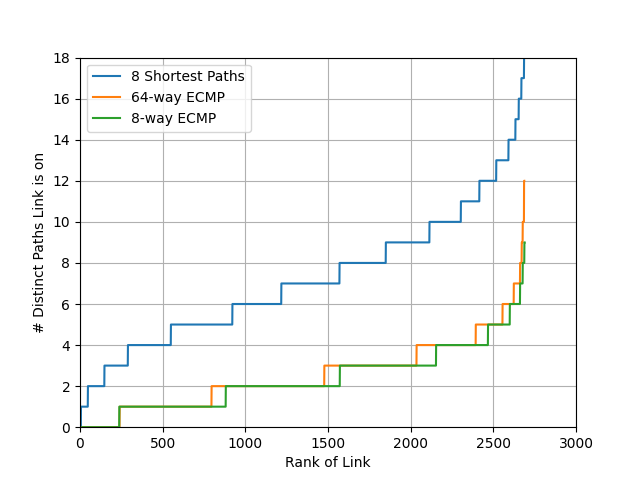 18
16
14
12
10
8
6
4
2
0
# Distinct Paths Link is on
8 Shortest Paths
64-way ECMP
8-way ECMP
0 500 1000 1500 2000 2500 3000
Rank of Link